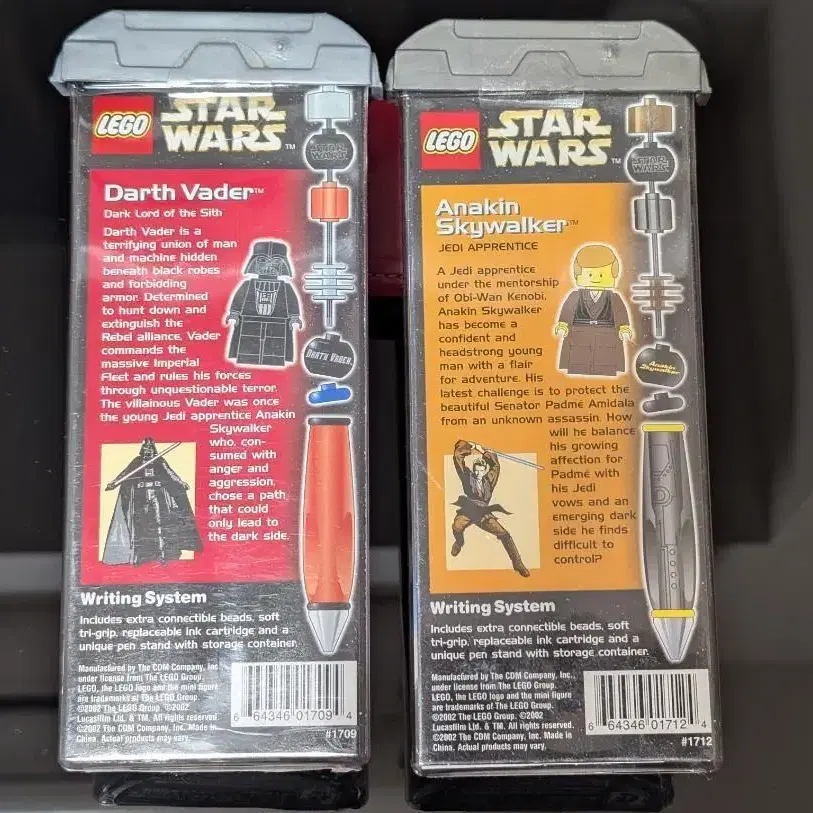 LEGO
STAR
WARS™
Darth Vader™
Dark Lord of the Sith
Darth Vader is a
terrifying union of man
and machine hidden
beneath black robes
and forbidding
armor. Determined
to hunt down and
extinguish the
Rebel alliance, Vader
commands the
massive Imperial
Fleet and rules his forces
through unquestionable terror.
The villainous Vader was once
the young Jedi apprentice Anakin
Skywalker
who, con-
sumed with
anger and
aggression,
chose a path
that could
only lead to
the dark side.
STAR
WARS
DARTH VADER
Writing System
Includes extra connectible beads, soft
tri-grip, replaceable ink cartridge and a
unique pen stand with storage container.
Manufactured by The CDM Company, Inc.
under license from The LEGO Group.
LEGO, the LEGO logo and the mini figure
are trademarks of The LEGO Group.
©2002 The LEGO Group. ©2002
Lucasfilm Ltd. & TM. All rights reserved.
©2002 The CDM Company, Inc. Made in
China. Actual products may vary.
6 64346 01709 4
#1709
LEGO
STAR
WARS™
Anakin
Skywalker™
JEDI APPRENTICE
A Jedi apprentice
under the mentorship
of Obi-Wan Kenobi,
Anakin Skywalker
has become a
confident and
headstrong young
man with a flair
for adventure. His
latest challenge is to protect the
beautiful Senator Padmé Amidala
from an unknown assassin. How
will he balance
his growing
affection for
Padmé with
his Jedi
vows and an
emerging dark
side he finds
difficult to
control?
STAR
WARS
Anakin
Skywalker
Writing System
Includes extra connectible beads, soft
tri-grip, replaceable ink cartridge and a
unique pen stand with storage container.
Manufactured by The CDM Company, Inc.,
under license from The LEGO Group.
LEGO, the LEGO logo and the mini figure
are trademarks of The LEGO Group.
©2002 The LEGO Group. ©2002
Lucasfilm Ltd. & TM. All rights reserved.
©2002 The CDM Company, Inc. Made in
China. Actual products may vary.
6 64346 01712 4
#1712